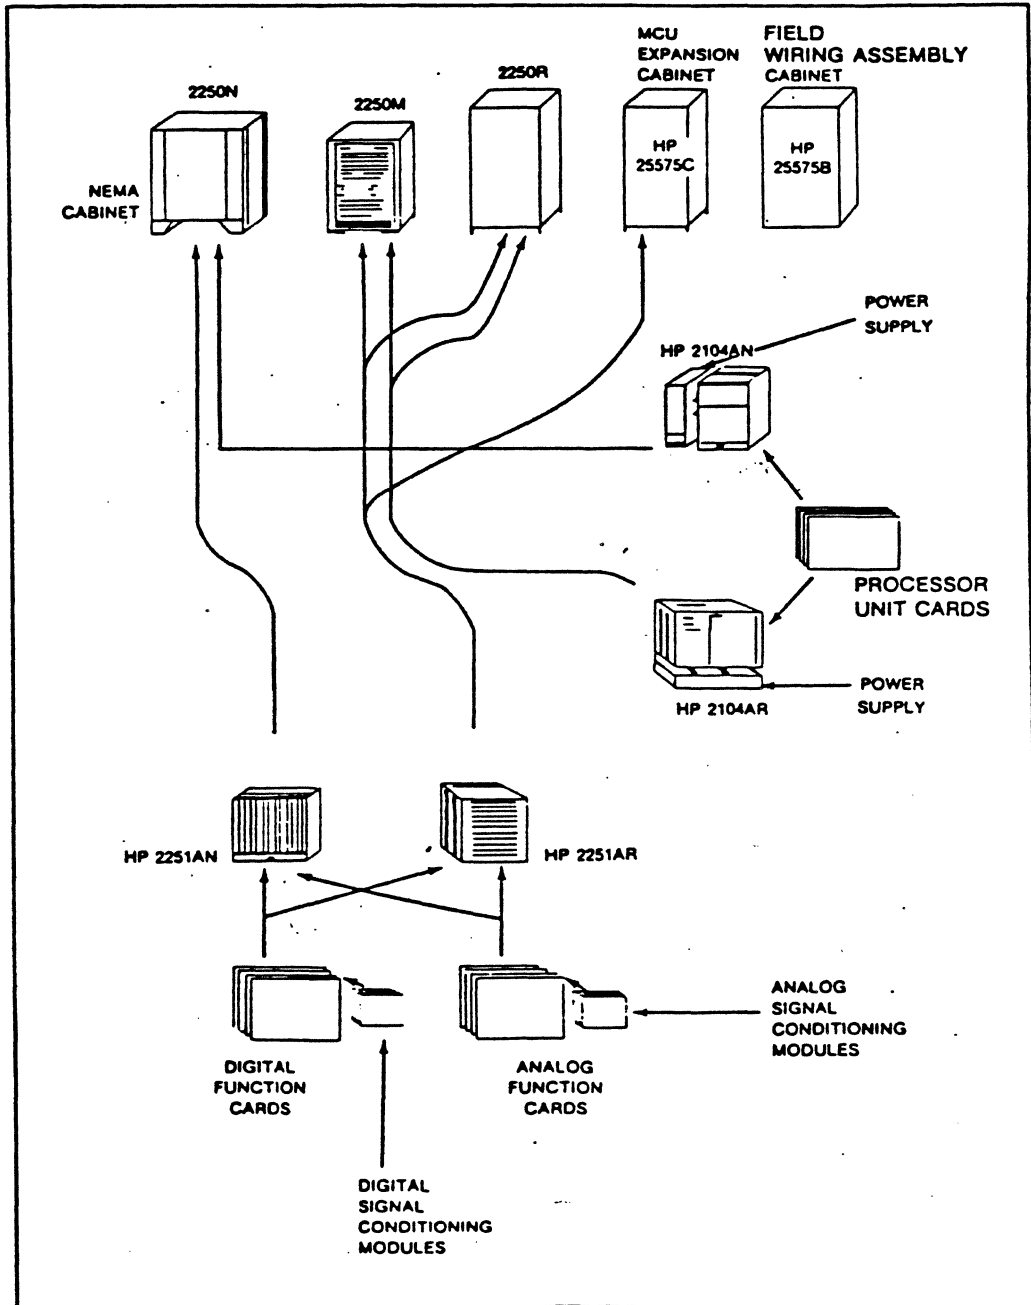 2250N
NEMA
CABINET
2250M
2250R
MCU
EXPANSION
CABINET
HP
25575C
FIELD
WIRING ASSEMBLY
CABINET
HP
25575B
POWER
SUPPLY
HP 2104AN
PROCESSOR
UNIT CARDS
POWER
SUPPLY
HP 2104AR
HP 2251AN
HP 2251AR
DIGITAL
FUNCTION
CARDS
ANALOG
FUNCTION
CARDS
ANALOG
SIGNAL
CONDITIONING
MODULES
DIGITAL
SIGNAL
CONDITIONING
MODULES